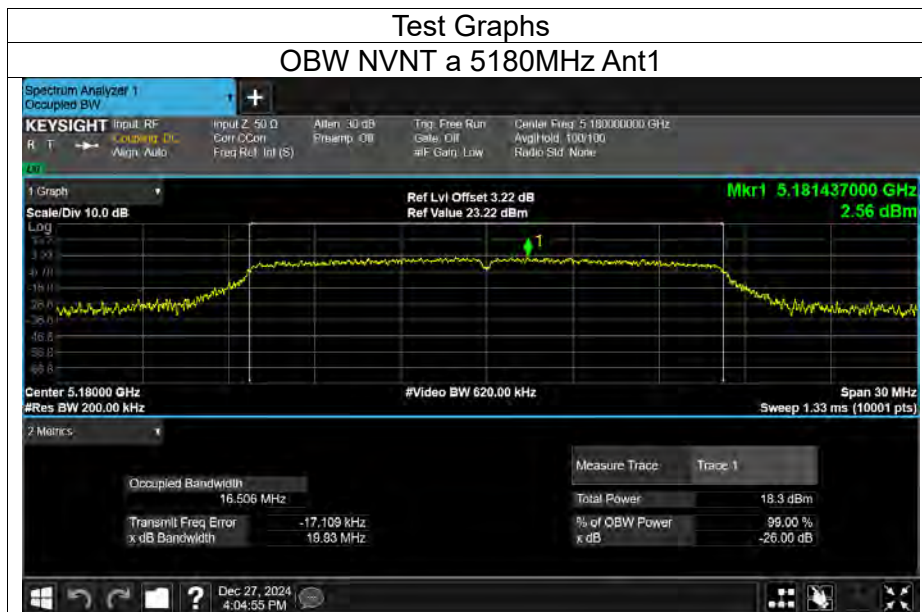 Test Graphs
OBW NVNT a 5180MHz Ant1
Spectrum Analyzer 1
Occupied BW
KEYSIGHT Input: RF Input Z: 50 Ω Atten: 30 dB Trig: Free Run Center Freq: 5.180000000 GHz
R T Coupling: DC Corr CCorr Preamp: Off Gate: Off Avg|Hold: 100/100
Align: Auto Freq Ref: Int (S) #IF Gain: Low Radio Std: None
1 Graph Ref Lvl Offset 3.22 dB Mkr1 5.181437000 GHz
Scale/Div 10.0 dB Ref Value 23.22 dBm 2.56 dBm
Log
1
Center 5.18000 GHz #Video BW 620.00 kHz Span 30 MHz
#Res BW 200.00 kHz Sweep 1.33 ms (10001 pts)
2 Metrics
Measure Trace Trace 1
Occupied Bandwidth
16.506 MHz Total Power 18.3 dBm
Transmit Freq Error -17.109 kHz % of OBW Power 99.00 %
x dB Bandwidth 19.93 MHz x dB -26.00 dB
? Dec 27, 2024
4:04:55 PM